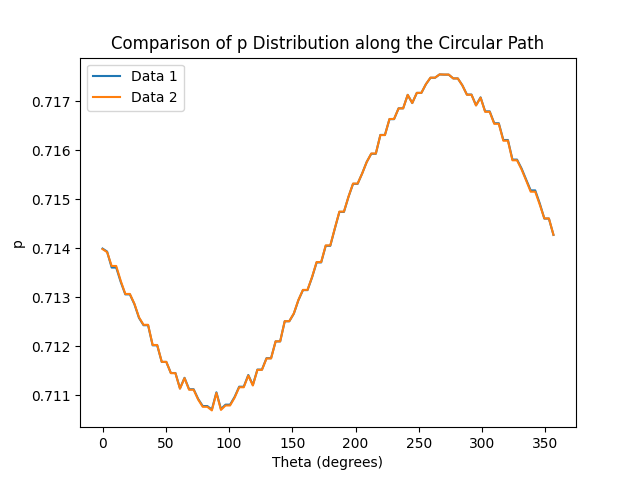 Comparison of p Distribution along the Circular Path
Data 1
Data 2
0.717
0.716
0.715
0.714
0.713
0.712
0.711
p
0 50 100 150 200 250 300 350
Theta (degrees)